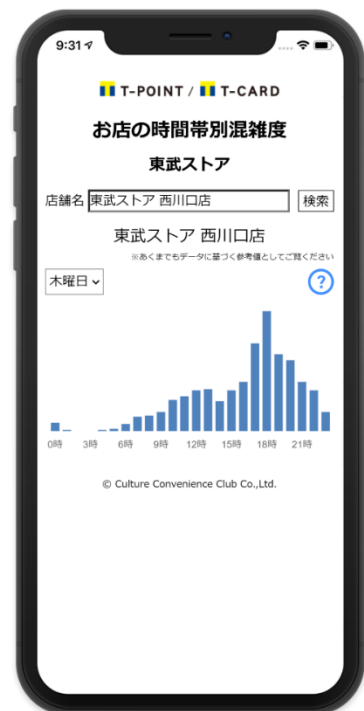 9:31
T-POINT / T-CARD
お店の時間帯別混雑度
東武ストア
店舗名 東武ストア 西川口店 検索
東武ストア 西川口店
※あくまでもデータに基づく参考値としてご覧ください
木曜日 ?
0時 3時 6時 9時 12時 15時 18時 21時
© Culture Convenience Club Co.,Ltd.